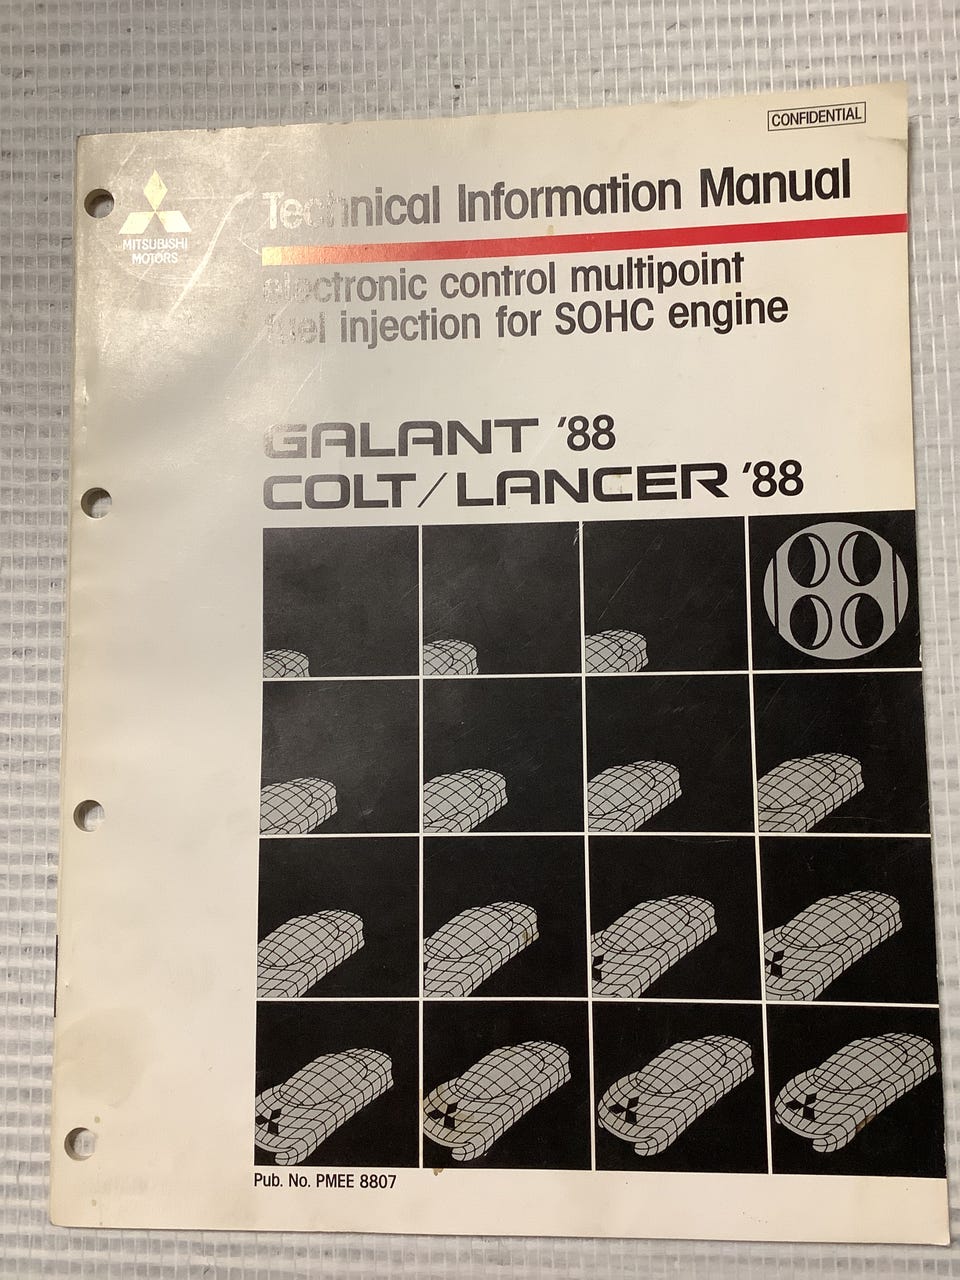 CONFIDENTIAL
MITSUBISHI
MOTORS
Technical Information Manual
electronic control multipoint
fuel injection for SOHC engine
GALANT '88
COLT/LANCER '88
88
Pub. No. PMEE 8807